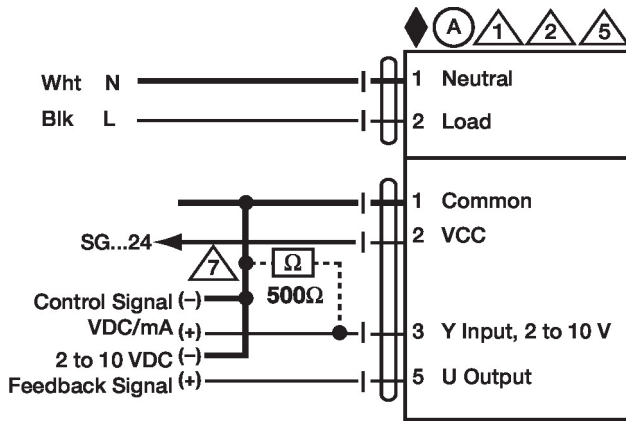 A 1 2 5
Wht N 1 Neutral
Blk L 2 Load
1 Common
SG...24 2 VCC
7 Ω
500Ω
Control Signal (–)
VDC/mA (+) 3 Y Input, 2 to 10 V
2 to 10 VDC (–)
Feedback Signal (+) 5 U Output